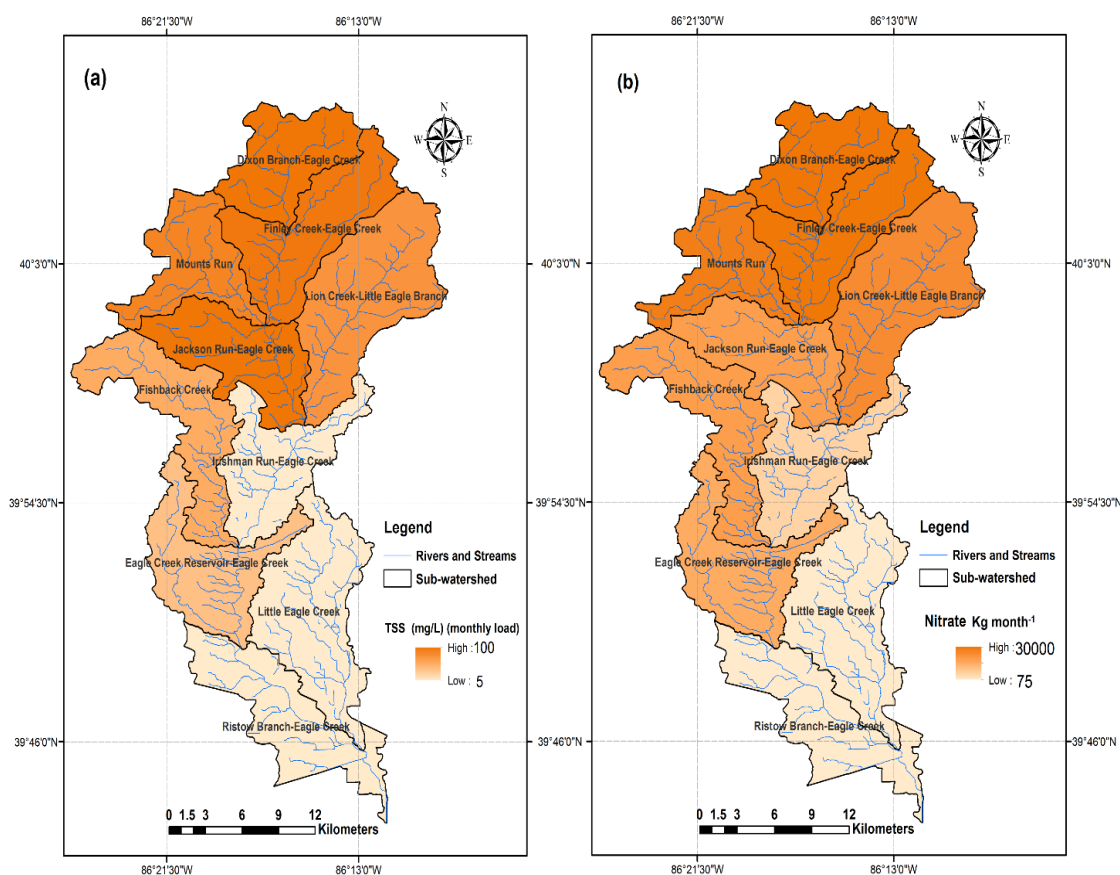 86°21'30"W
86°13'0"W
(a)
N
W
E
S
Dixon Branch-Eagle Creek
Finley Creek-Eagle Creek
40°3'0"N
Mounts Run
Lion Creek-Little Eagle Branch
Jackson Run-Eagle Creek
Fishback Creek
Irishman Run-Eagle Creek
39°54'30"N
Legend
Rivers and Streams
Sub-watershed
Eagle Creek Reservoir-Eagle Creek
Little Eagle Creek
TSS (mg/L) (monthly load)
High :100
Low : 5
Ristow Branch-Eagle Creek
39°46'0"N
0 1.5 3 6 9 12
Kilometers
86°21'30"W
86°13'0"W
86°21'30"W
86°13'0"W
(b)
N
W
E
S
Dixon Branch-Eagle Creek
Finley Creek-Eagle Creek
40°3'0"N
Mounts Run
Lion Creek-Little Eagle Branch
Jackson Run-Eagle Creek
Fishback Creek
Irishman Run-Eagle Creek
39°54'30"N
Legend
Rivers and Streams
Sub-watershed
Eagle Creek Reservoir-Eagle Creek
Little Eagle Creek
Nitrate Kg month⁻¹
High : 30000
Low : 75
Ristow Branch-Eagle Creek
39°46'0"N
0 1.5 3 6 9 12
Kilometers
86°21'30"W
86°13'0"W